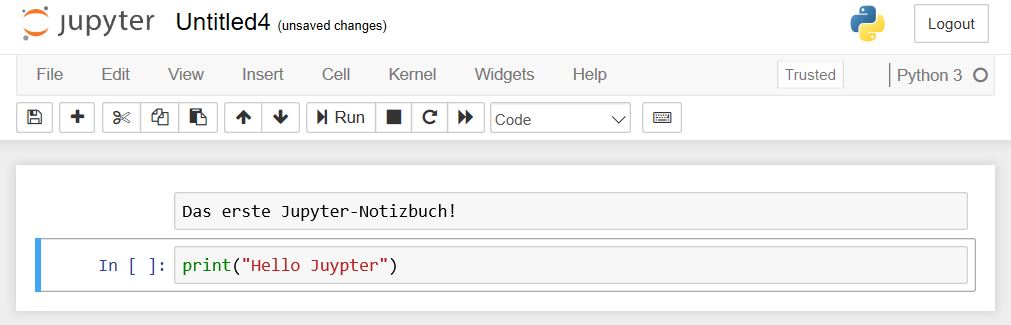 jupyter Untitled4 (unsaved changes) Logout
File Edit View Insert Cell Kernel Widgets Help Trusted Python 3
Run Code
Das erste Jupyter-Notizbuch!
In [ ]: print("Hello Juypter")